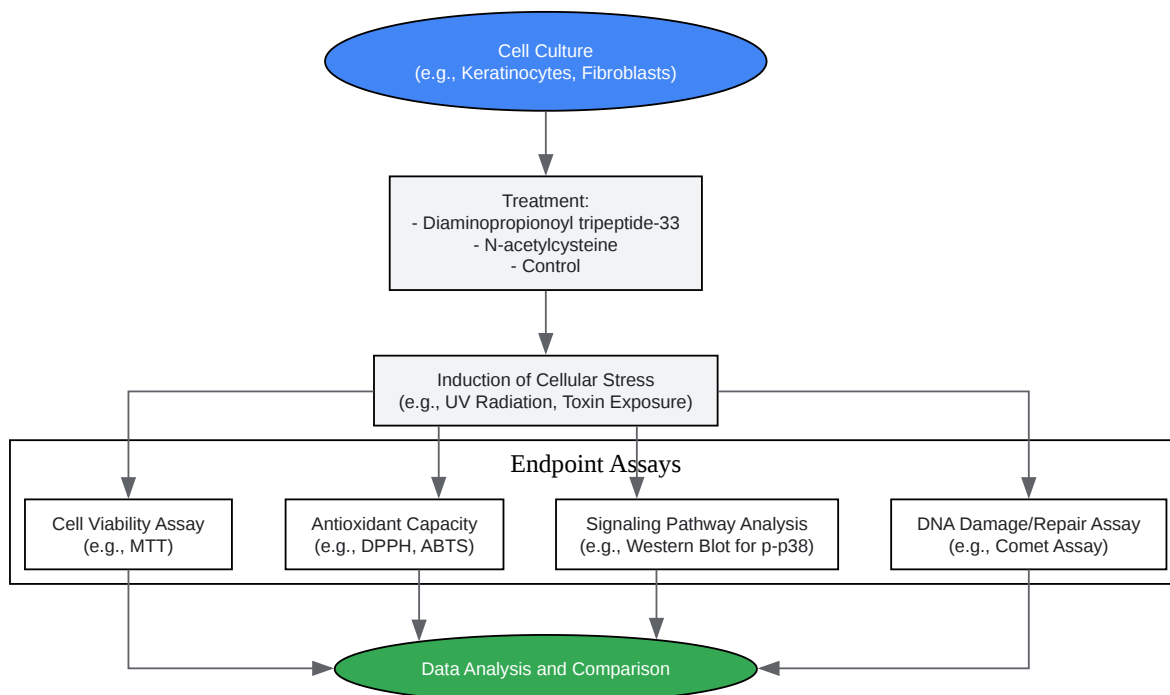 Cell Culture
(e.g., Keratinocytes, Fibroblasts)
Treatment:
- Diaminopropionoyl tripeptide-33
- N-acetylcysteine
- Control
Induction of Cellular Stress
(e.g., UV Radiation, Toxin Exposure)
Endpoint Assays
Cell Viability Assay
(e.g., MTT)
Antioxidant Capacity
(e.g., DPPH, ABTS)
Signaling Pathway Analysis
(e.g., Western Blot for p-p38)
DNA Damage/Repair Assay
(e.g., Comet Assay)
Data Analysis and Comparison